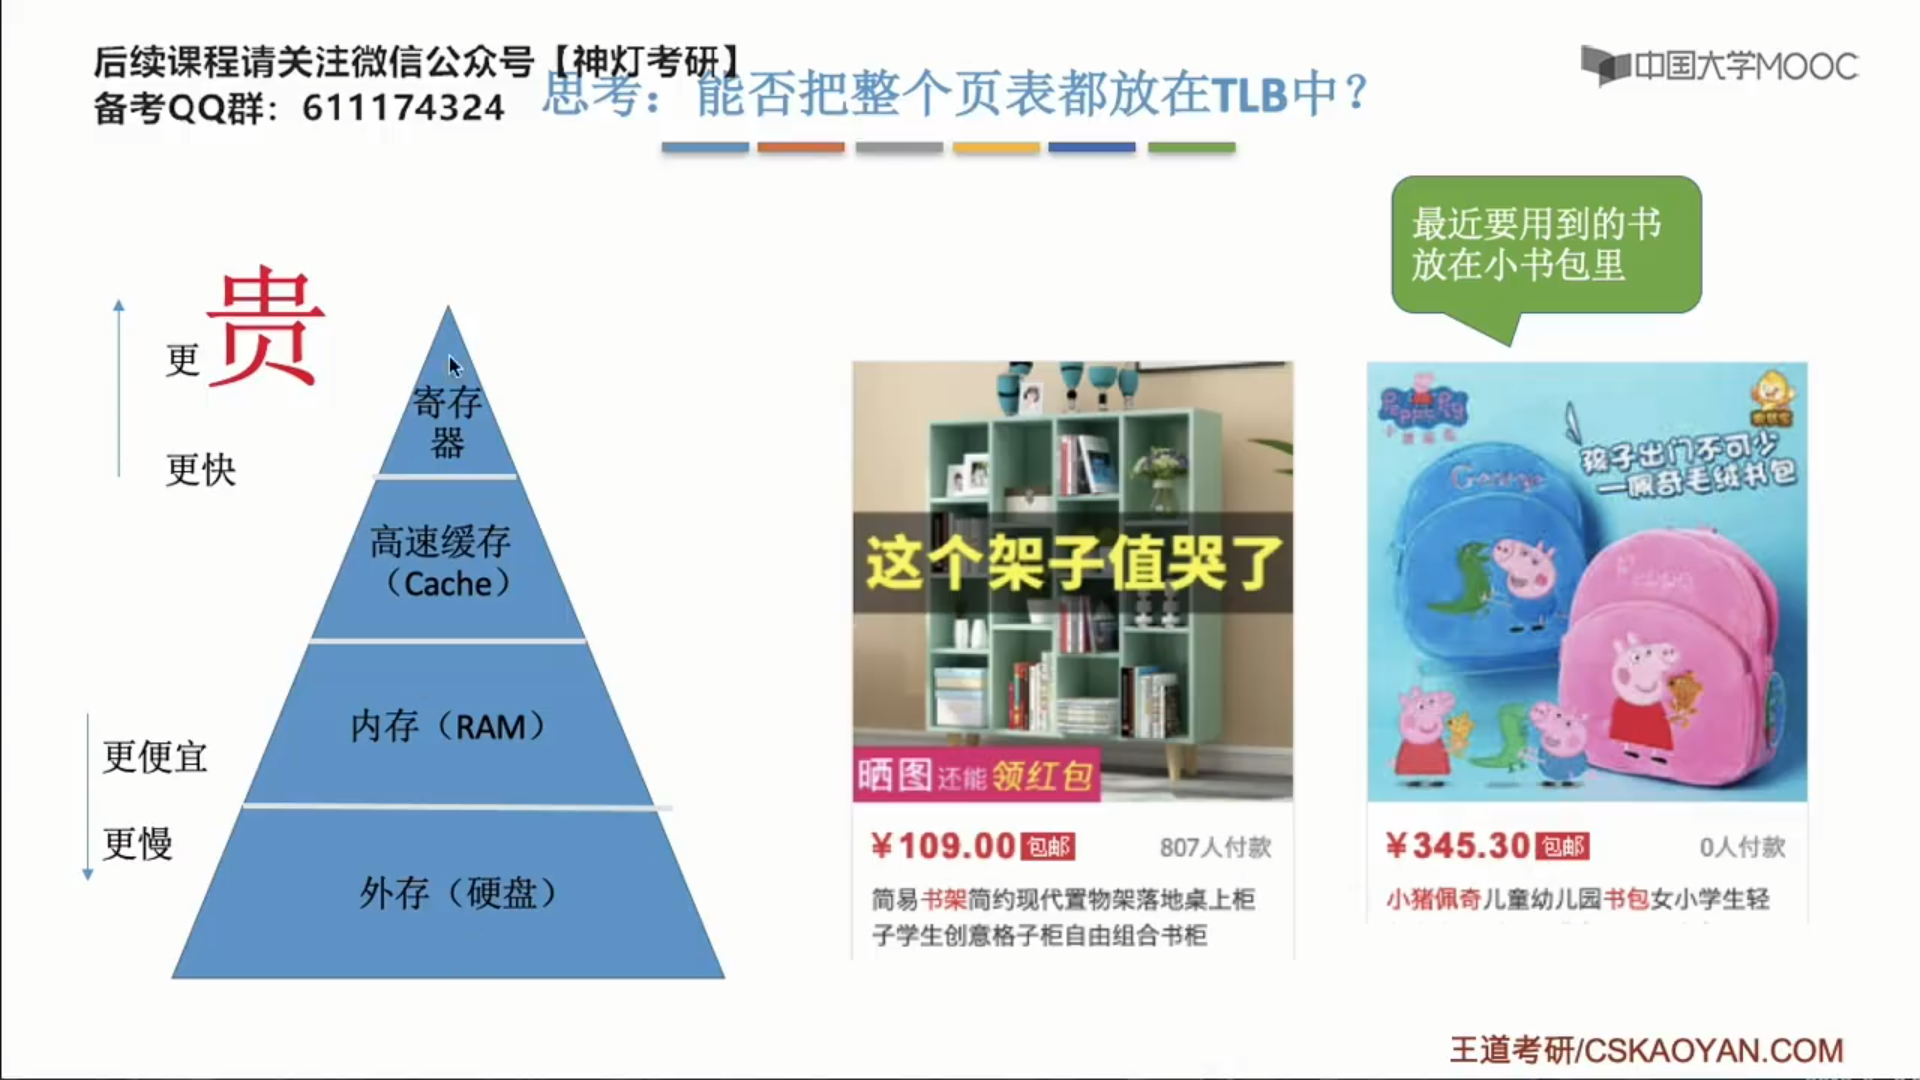 后续课程请关注微信公众号【神灯考研】
备考QQ群：611174324
思考：能否把整个页表都放在TLB中？
中国大学MOOC
最近要用到的书
放在小书包里
更贵
更快
寄存
器
高速缓存
（Cache）
内存（RAM）
更便宜
更慢
外存（硬盘）
这个架子值哭了
晒图还能领红包
￥109.00包邮 807人付款
简易书架简约现代置物架落地桌上柜
子学生创意格子柜自由组合书柜
Peppa Pig
小猪佩奇
孩子出门不可少
一佩奇毛绒书包
George
Peppa
￥345.30包邮 0人付款
小猪佩奇儿童幼儿园书包女小学生轻
王道考研/CSKAOYAN.COM